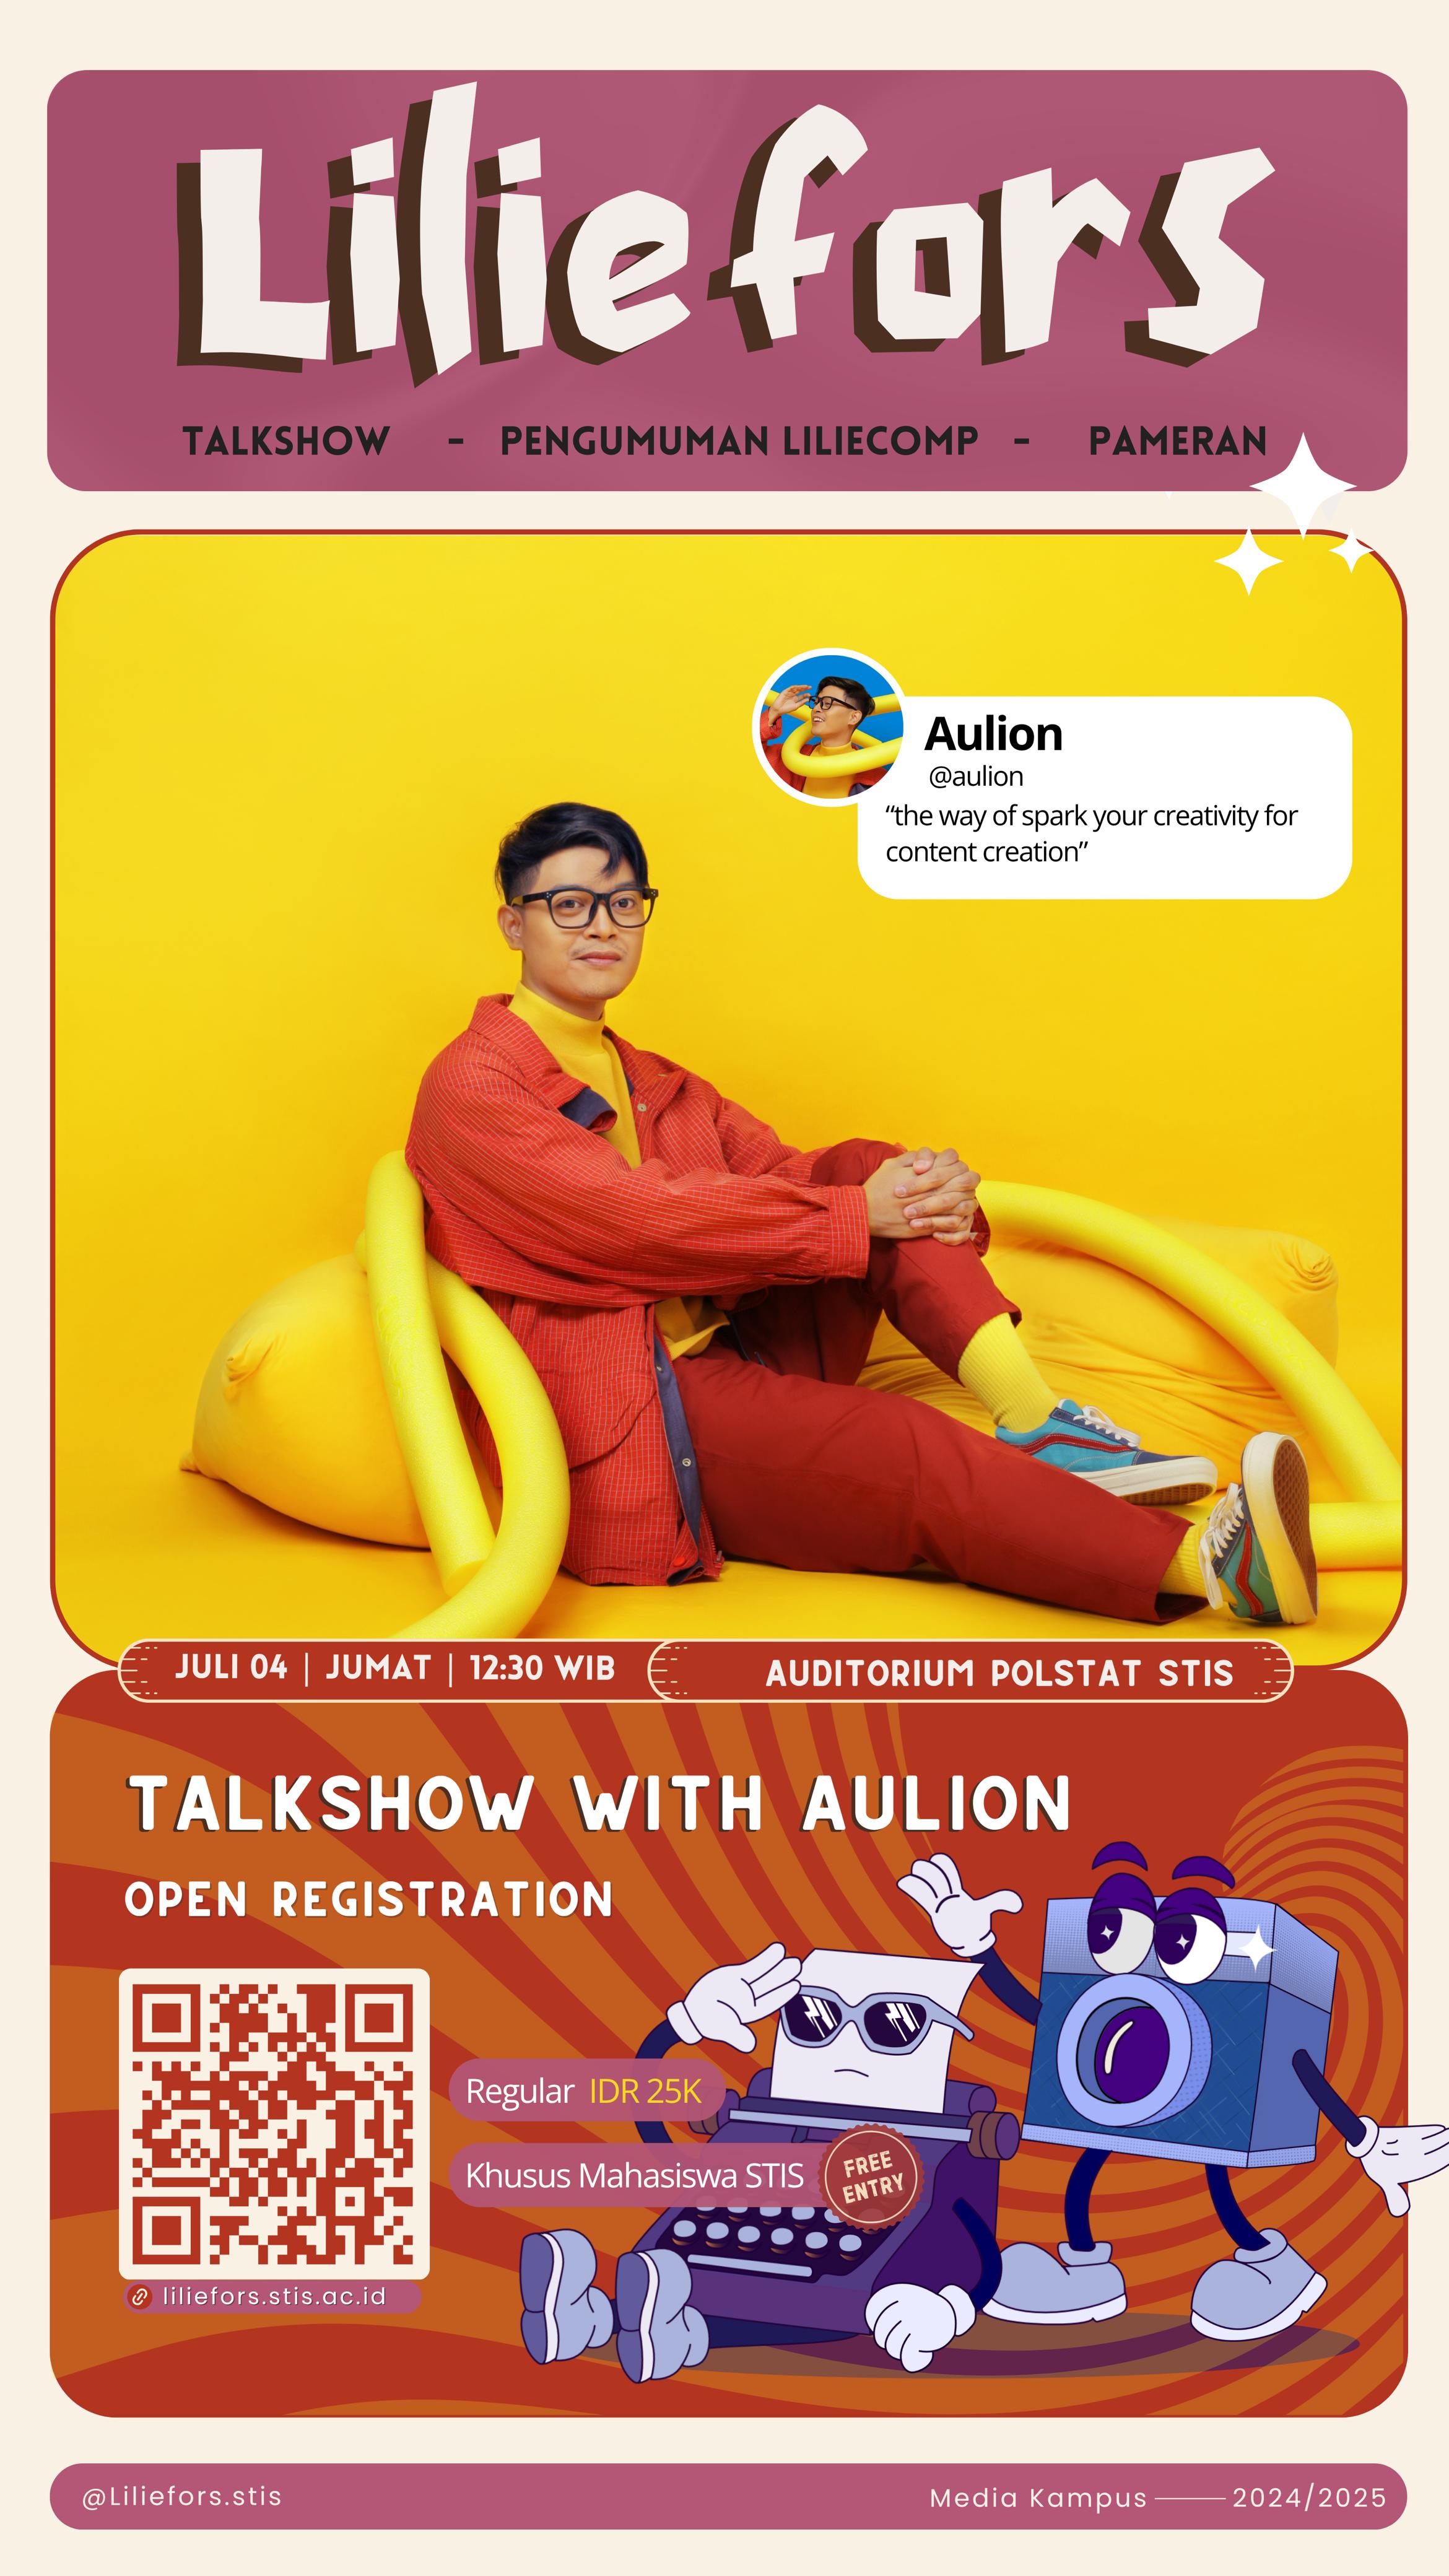 Liliefors
TALKSHOW - PENGUMUMAN LILIECOMP - PAMERAN
Aulion
@aulion
“the way of spark your creativity for
content creation”
JULI 04 | JUMAT | 12:30 WIB
AUDITORIUM POLSTAT STIS
TALKSHOW WITH AULION
OPEN REGISTRATION
Regular IDR 25K
Khusus Mahasiswa STIS
FREE
ENTRY
liliefors.stis.ac.id
@Liliefors.stis
Media Kampus 2024/2025